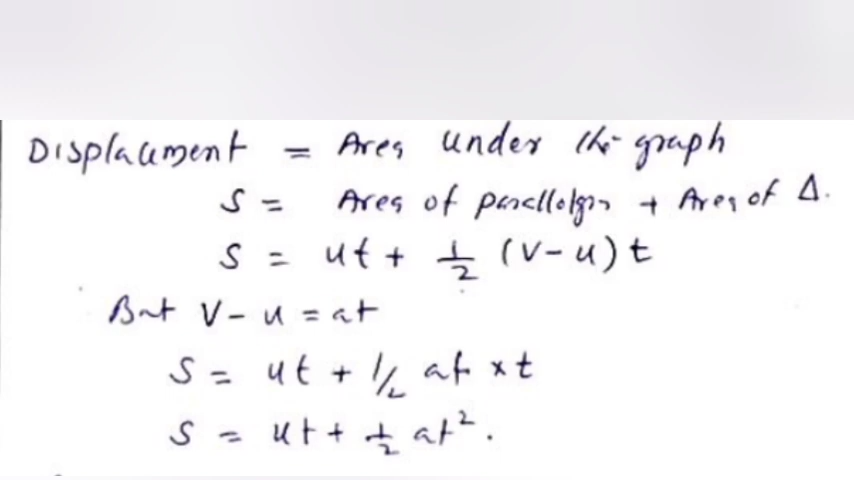 Displacement = Area under the graph
S = Area of parallelgm + Area of Δ.
S = ut + 1/2 (v - u) t
But v - u = at
S = ut + 1/2 at × t
S = ut + 1/2 at².